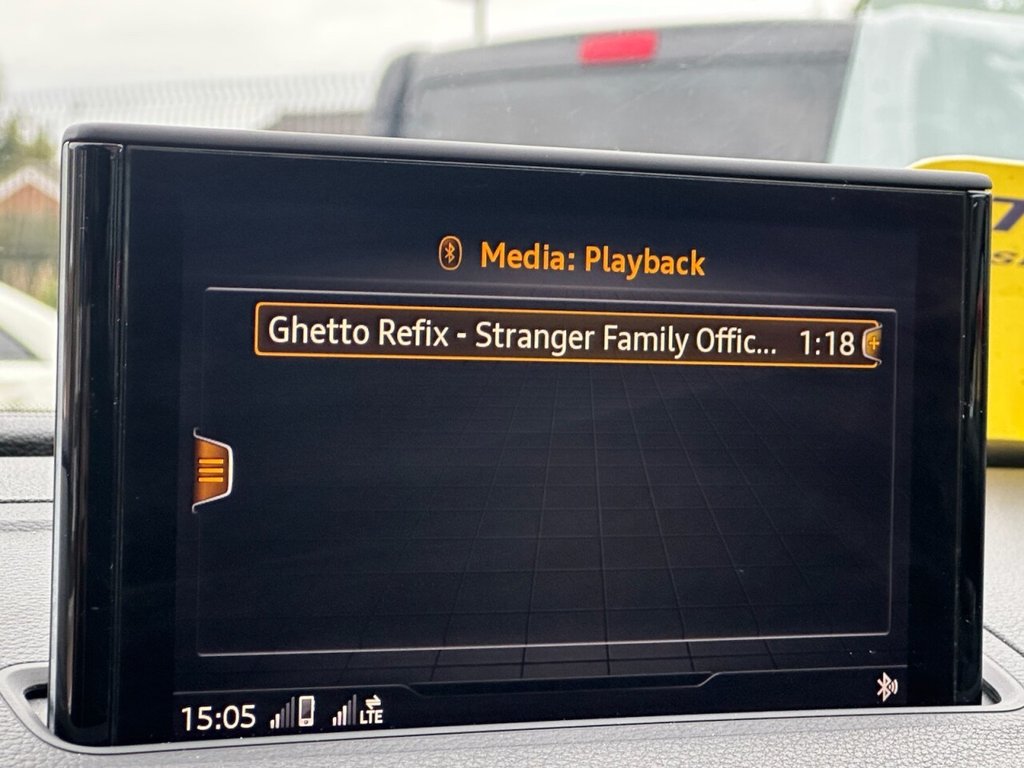 Media: Playback
Ghetto Refix - Stranger Family Offic... 1:18
15:05 LTE